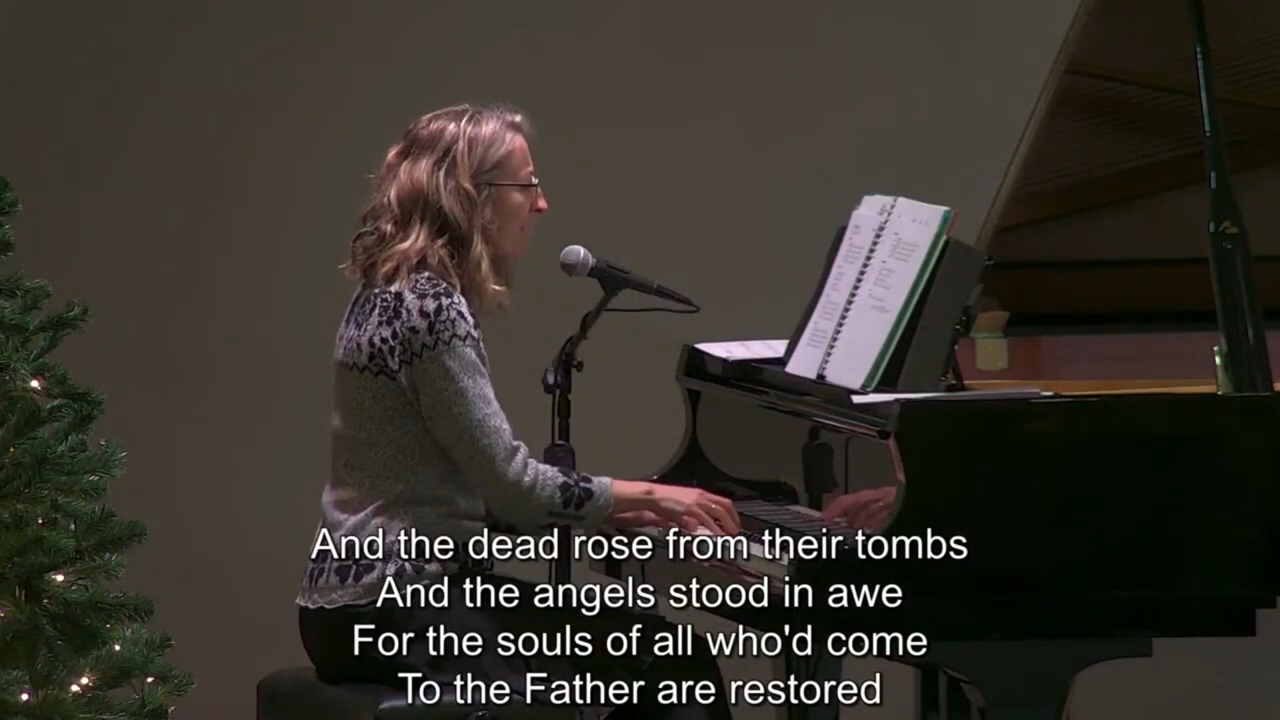 And the dead rose from their tombs
And the angels stood in awe
For the souls of all who'd come
To the Father are restored